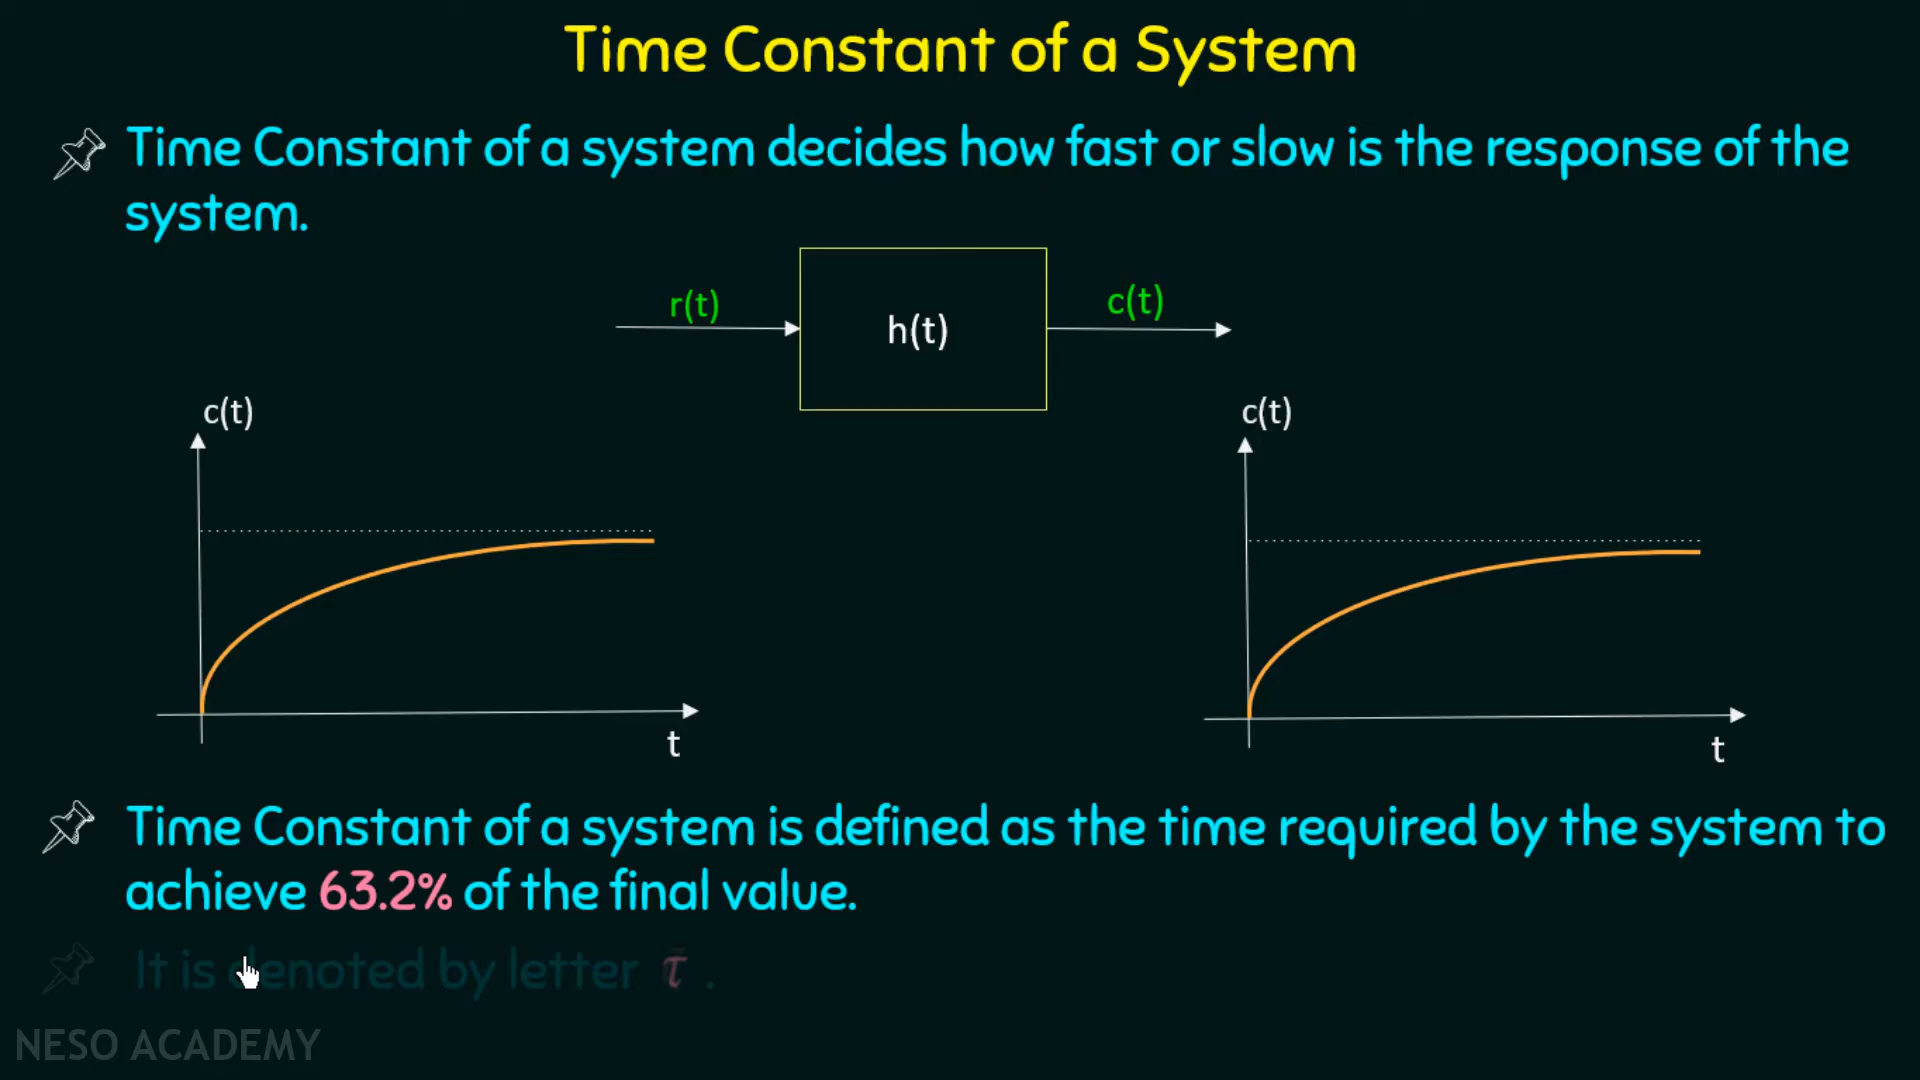 Time Constant of a System
Time Constant of a system decides how fast or slow is the response of the
system.
r(t)
h(t)
c(t)
c(t)
t
c(t)
t
Time Constant of a system is defined as the time required by the system to
achieve 63.2% of the final value.
It is denoted by letter τ .
NESO ACADEMY